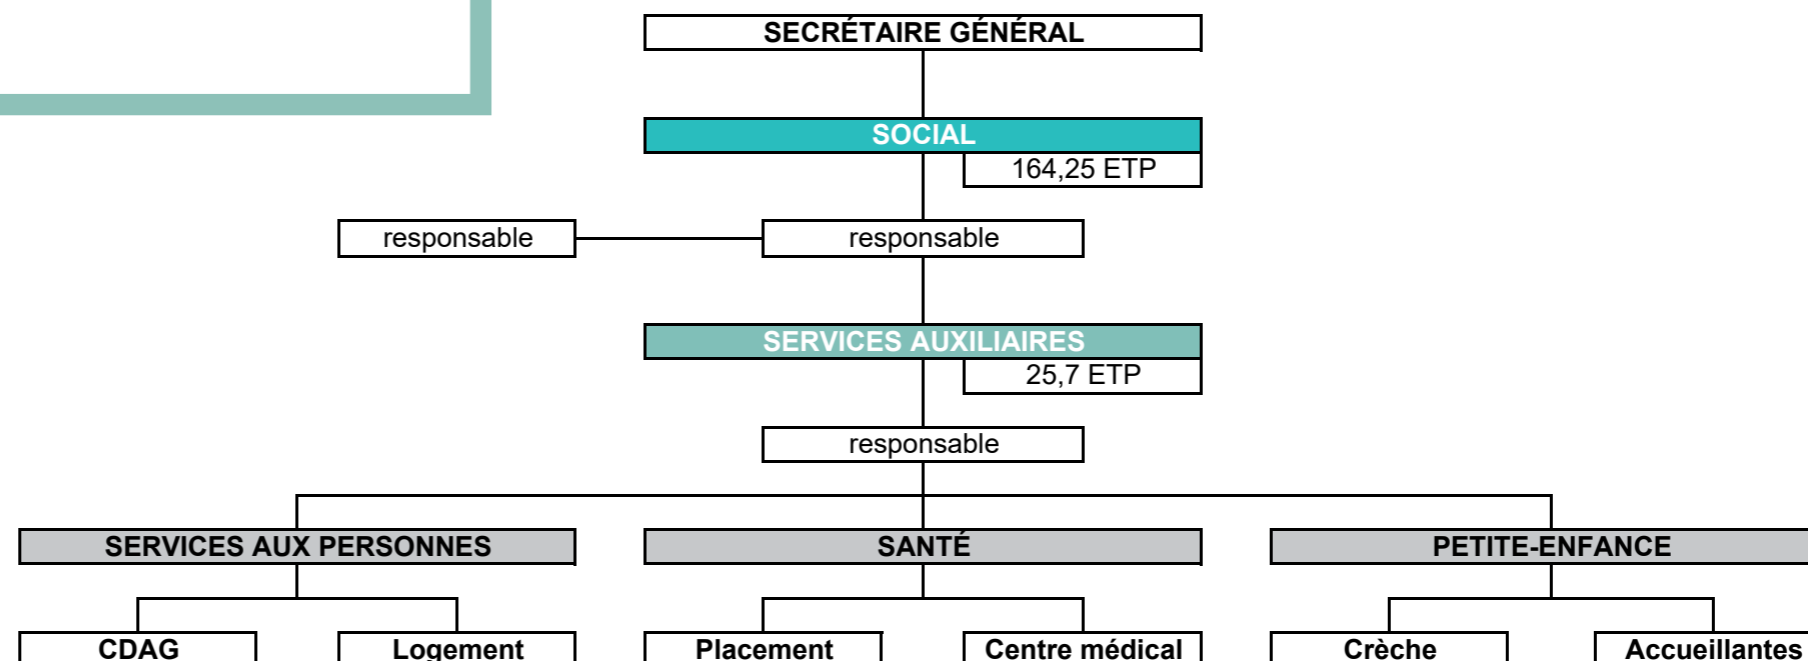 SECRÉTAIRE GÉNÉRAL
SOCIAL
164,25 ETP
responsable
responsable
SERVICES AUXILIAIRES
25,7 ETP
responsable
SERVICES AUX PERSONNES
SANTÉ
PETITE-ENFANCE
CDAG
Logement
Placement
Centre médical
Crèche
Accueillantes